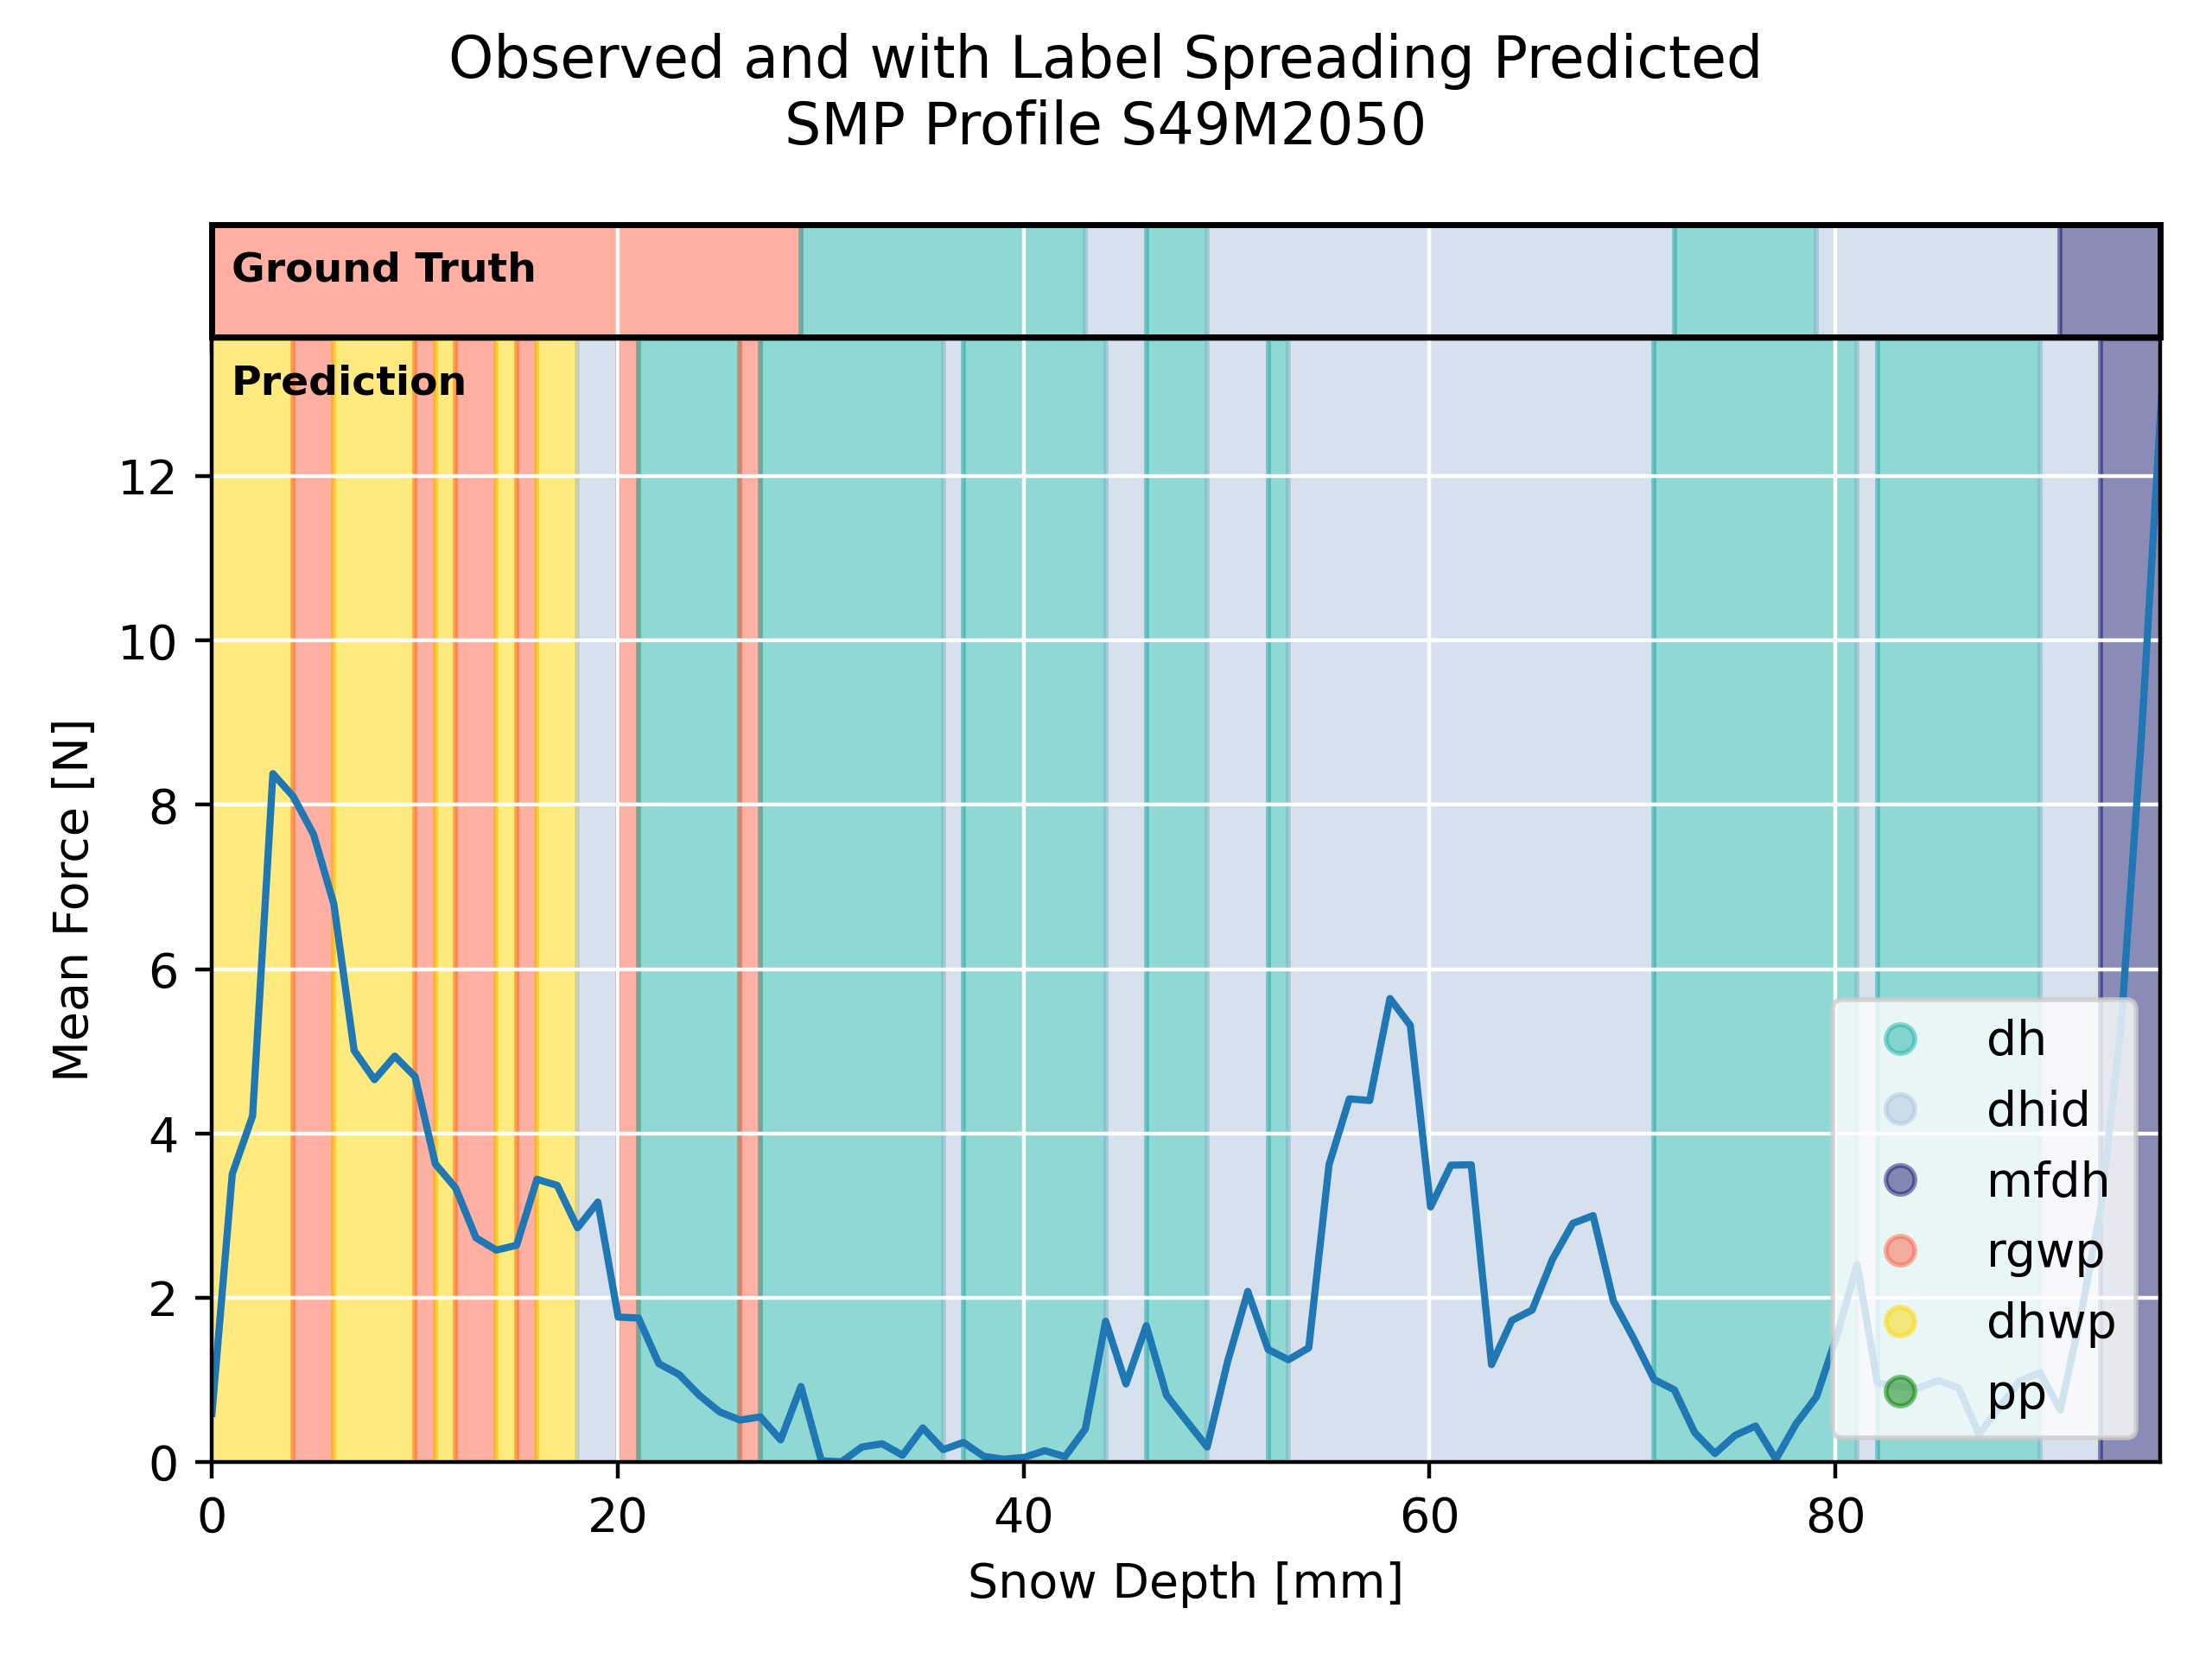 Observed and with Label Spreading Predicted
SMP Profile S49M2050
Ground Truth
Prediction
12
10
8
6
4
2
0
Mean Force [N]
dh
dhid
mfdh
rgwp
dhwp
pp
0
20
40
60
80
Snow Depth [mm]